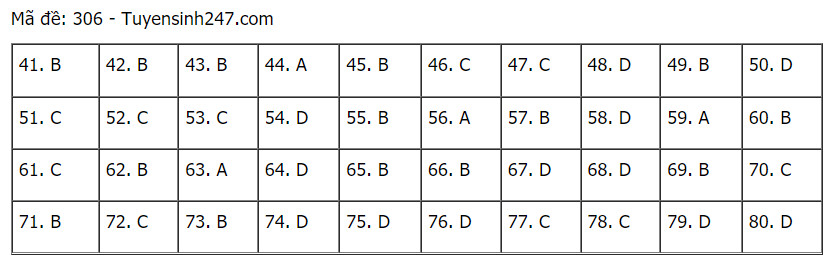 Mã đề: 306 - Tuyensinh247.com
41. B 42. B 43. B 44. A 45. B 46. C 47. C 48. D 49. B 50. D
51. C 52. C 53. C 54. D 55. B 56. A 57. B 58. D 59. A 60. B
61. C 62. B 63. A 64. D 65. B 66. B 67. D 68. D 69. B 70. C
71. B 72. C 73. B 74. D 75. D 76. D 77. C 78. C 79. D 80. D